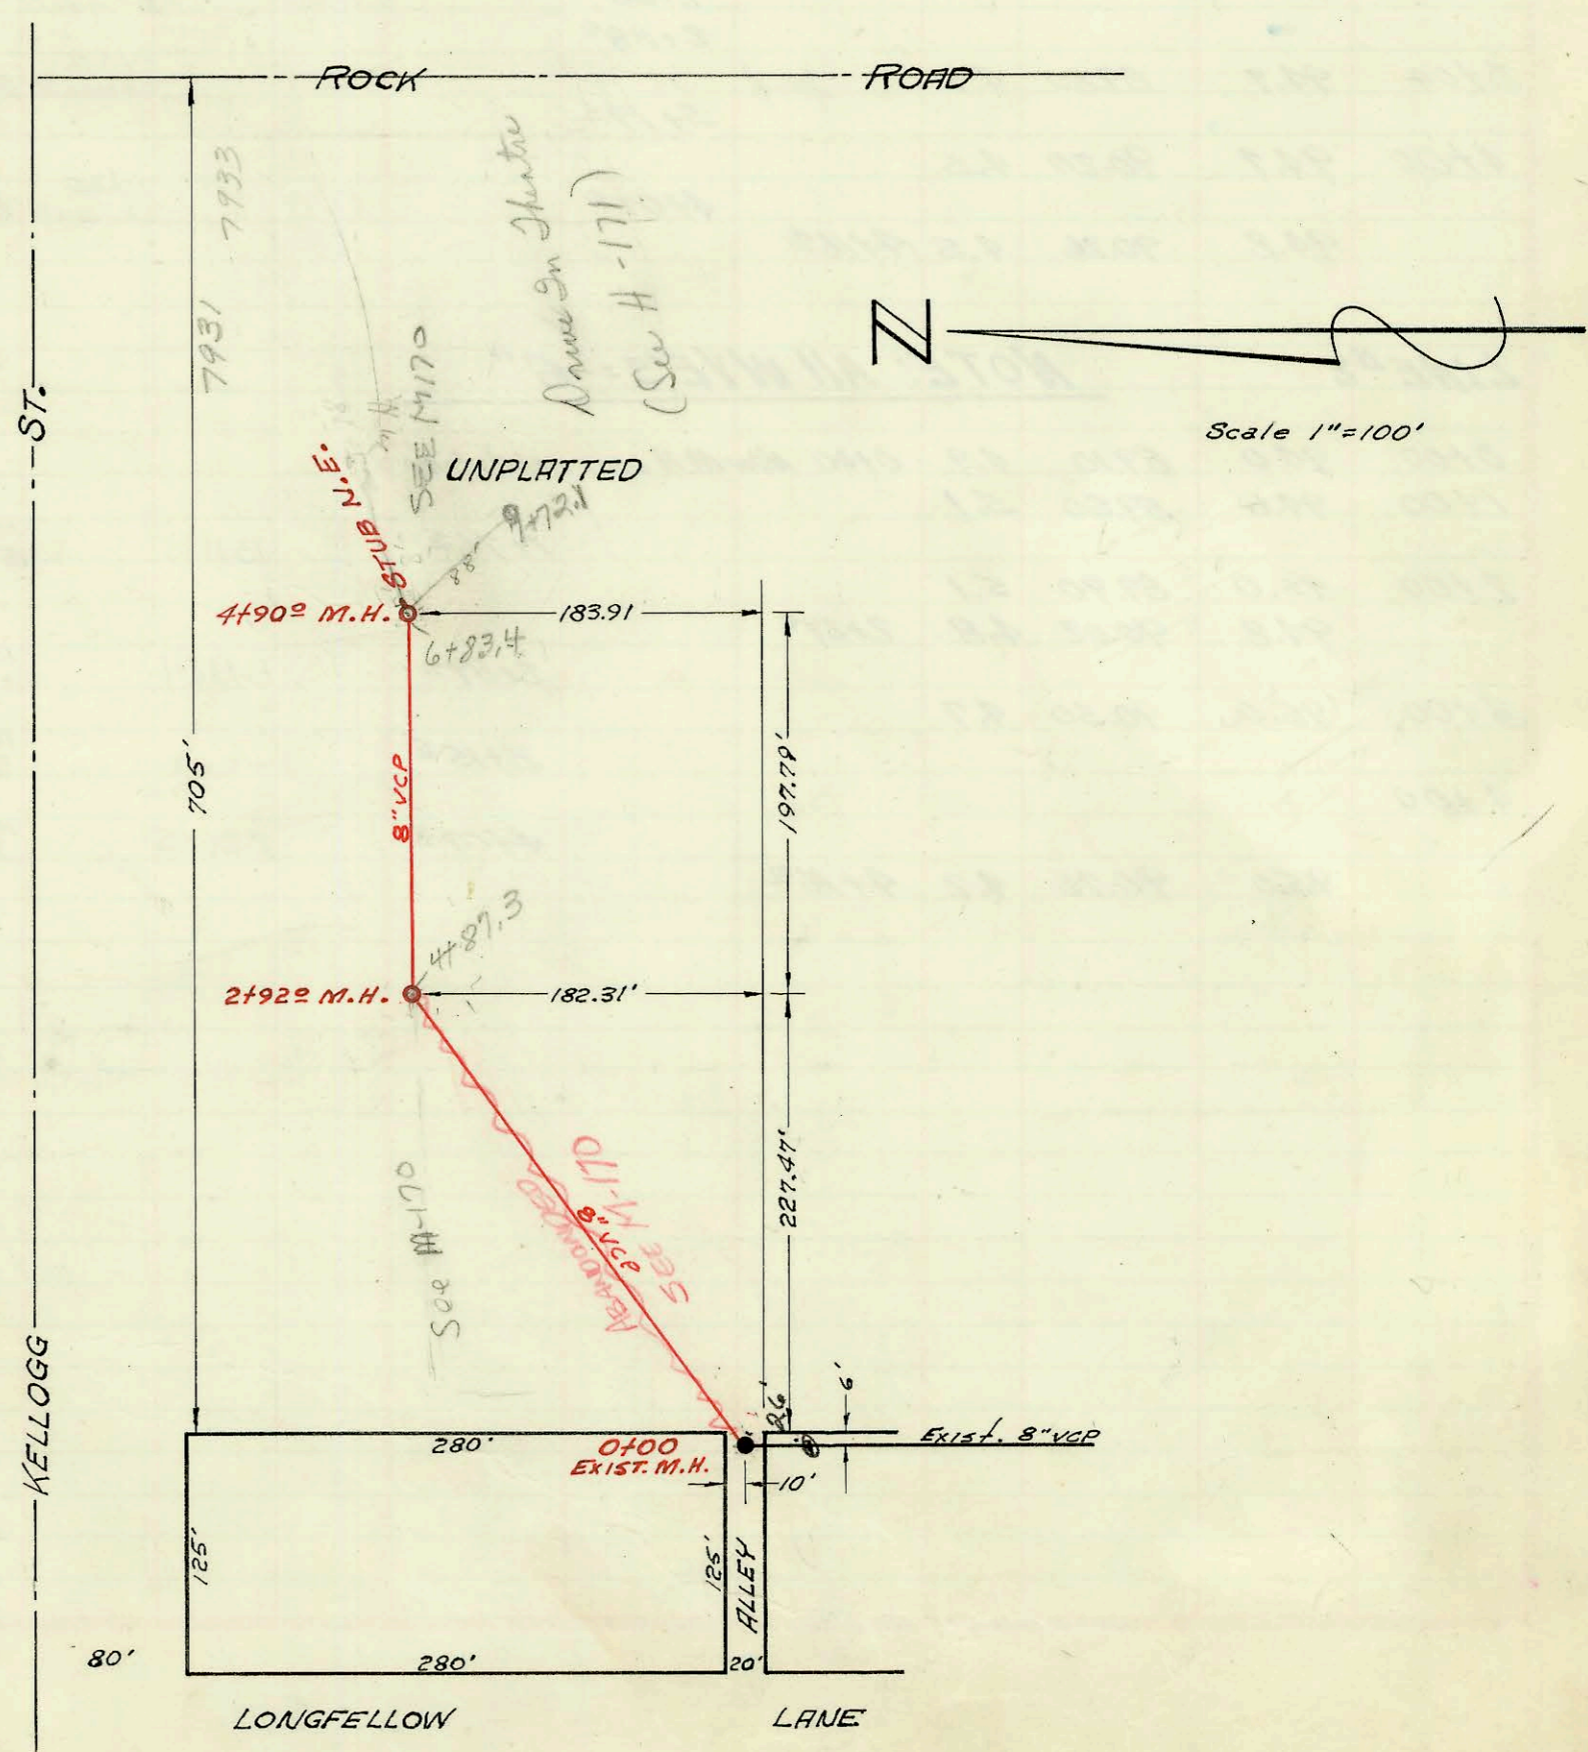 ROCK ROAD
7933
7931
Drive In Theatre
(See H-171)
KELLOGG ST.
N
Scale 1"=100'
SEE M170
M.H.
STUB N.E.
UNPLATTED
9+72.1
88'
4+90º M.H.
183.91
6+83.4
705'
8" VCP
197.79'
4+87.3
2+92º M.H.
182.31'
227.47'
See M-170
ABANDONED
SEE M-170
8" VCP
26'
6'
Exist. 8" VCP
280'
0+00
EXIST. M.H.
10'
125'
125'
ALLEY
80'
280'
20'
LONGFELLOW LANE